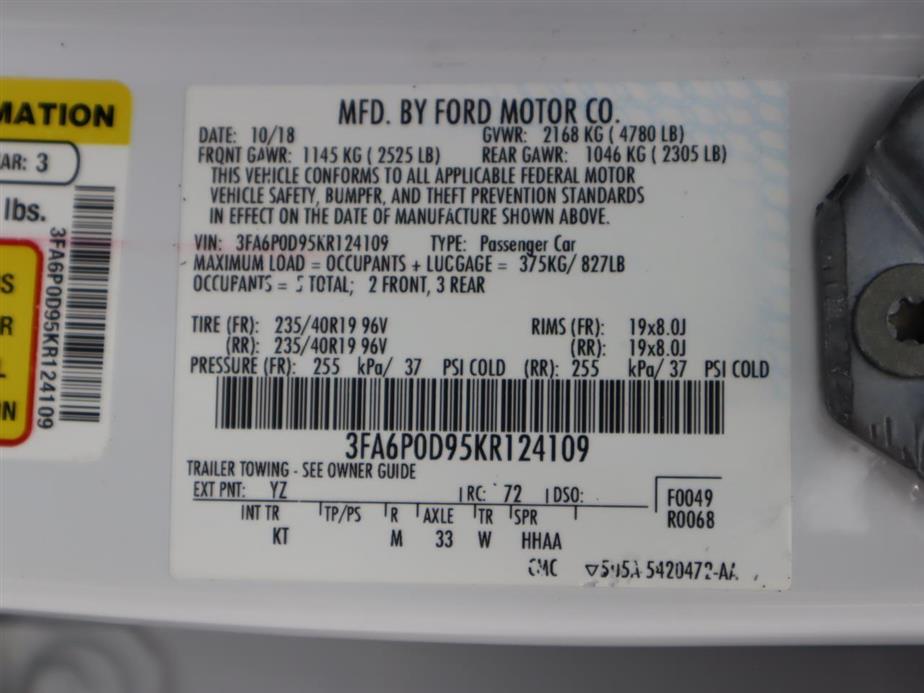 MATION
AR: 3
lbs.
S
R
L
IN
3FA6P0D95KR124109
MFD. BY FORD MOTOR CO.
DATE: 10/18 GVWR: 2168 KG ( 4780 LB)
FRONT GAWR: 1145 KG ( 2525 LB) REAR GAWR: 1046 KG ( 2305 LB)
THIS VEHICLE CONFORMS TO ALL APPLICABLE FEDERAL MOTOR
VEHICLE SAFETY, BUMPER, AND THEFT PREVENTION STANDARDS
IN EFFECT ON THE DATE OF MANUFACTURE SHOWN ABOVE.
VIN: 3FA6P0D95KR124109 TYPE: Passenger Car
MAXIMUM LOAD = OCCUPANTS + LUGGAGE = 375KG/ 827LB
OCCUPANTS = 5 TOTAL; 2 FRONT, 3 REAR
TIRE (FR): 235/40R19 96V RIMS (FR): 19x8.0J
(RR): 235/40R19 96V (RR): 19x8.0J
PRESSURE (FR): 255 kPa/ 37 PSI COLD (RR): 255 kPa/ 37 PSI COLD
3FA6P0D95KR124109
TRAILER TOWING - SEE OWNER GUIDE
EXT PNT: YZ RC: 72 DSO: F0049
INT TR TP/PS R AXLE TR SPR R0068
KT M 33 W HHAA
CMC 5420472-AA